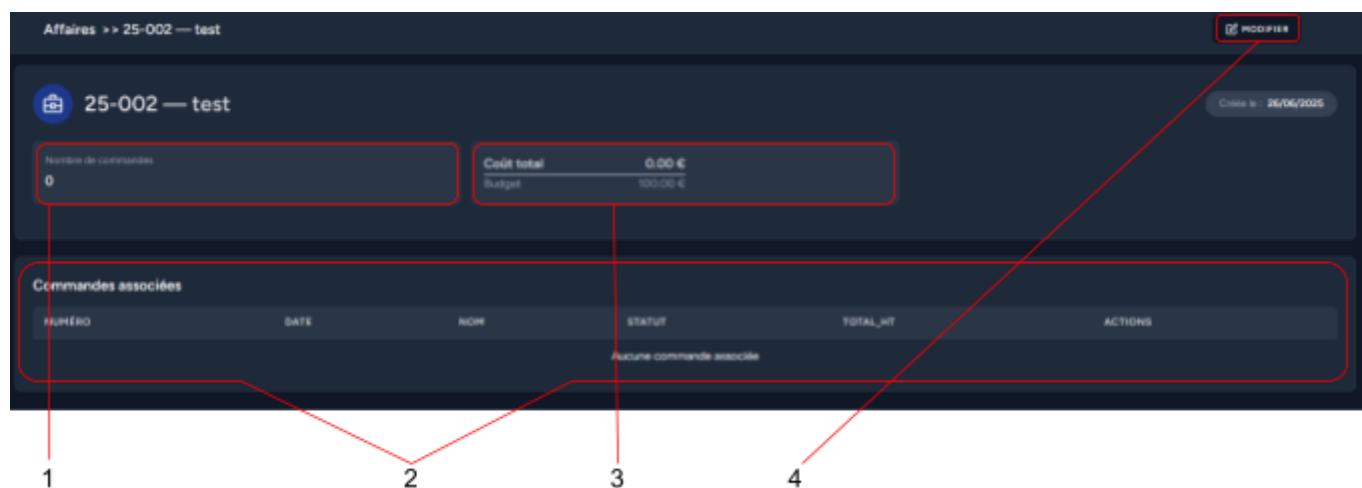 Affaires >> 25-002 — test
MODIFIER
25-002 — test
Créée le : 26/06/2025
Nombre de commandes
0
Coût total 0.00 €
Budget 100.00 €
Commandes associées
NUMÉRO DATE NOM STATUT TOTAL_HT ACTIONS
Aucune commande associée
1 2 3 4